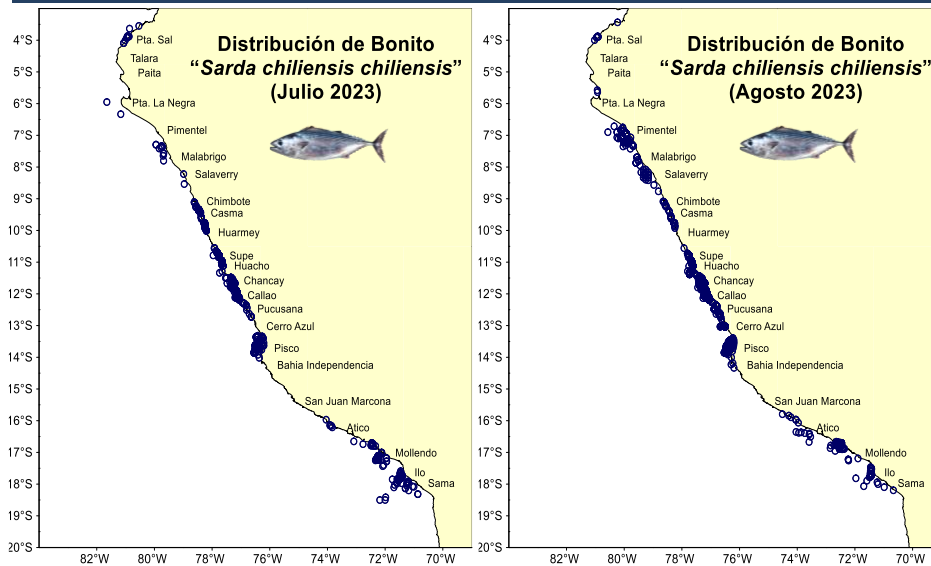 Distribución de Bonito
“Sarda chiliensis chiliensis”
(Julio 2023)
4°S
5°S
6°S
7°S
8°S
9°S
10°S
11°S
12°S
13°S
14°S
15°S
16°S
17°S
18°S
19°S
20°S
Pta. Sal
Talara
Paita
Pta. La Negra
Pimentel
Malabrigo
Salaverry
Chimbote
Casma
Huarmey
Supe
Huacho
Chancay
Callao
Pucusana
Cerro Azul
Pisco
Bahia Independencia
San Juan Marcona
Atico
Mollendo
Ilo
Sama
82°W 80°W 78°W 76°W 74°W 72°W 70°W
Distribución de Bonito
“Sarda chiliensis chiliensis”
(Agosto 2023)
4°S
5°S
6°S
7°S
8°S
9°S
10°S
11°S
12°S
13°S
14°S
15°S
16°S
17°S
18°S
19°S
20°S
Pta. Sal
Talara
Paita
Pta. La Negra
Pimentel
Malabrigo
Salaverry
Chimbote
Casma
Huarmey
Supe
Huacho
Chancay
Callao
Pucusana
Cerro Azul
Pisco
Bahia Independencia
San Juan Marcona
Atico
Mollendo
Ilo
Sama
82°W 80°W 78°W 76°W 74°W 72°W 70°W